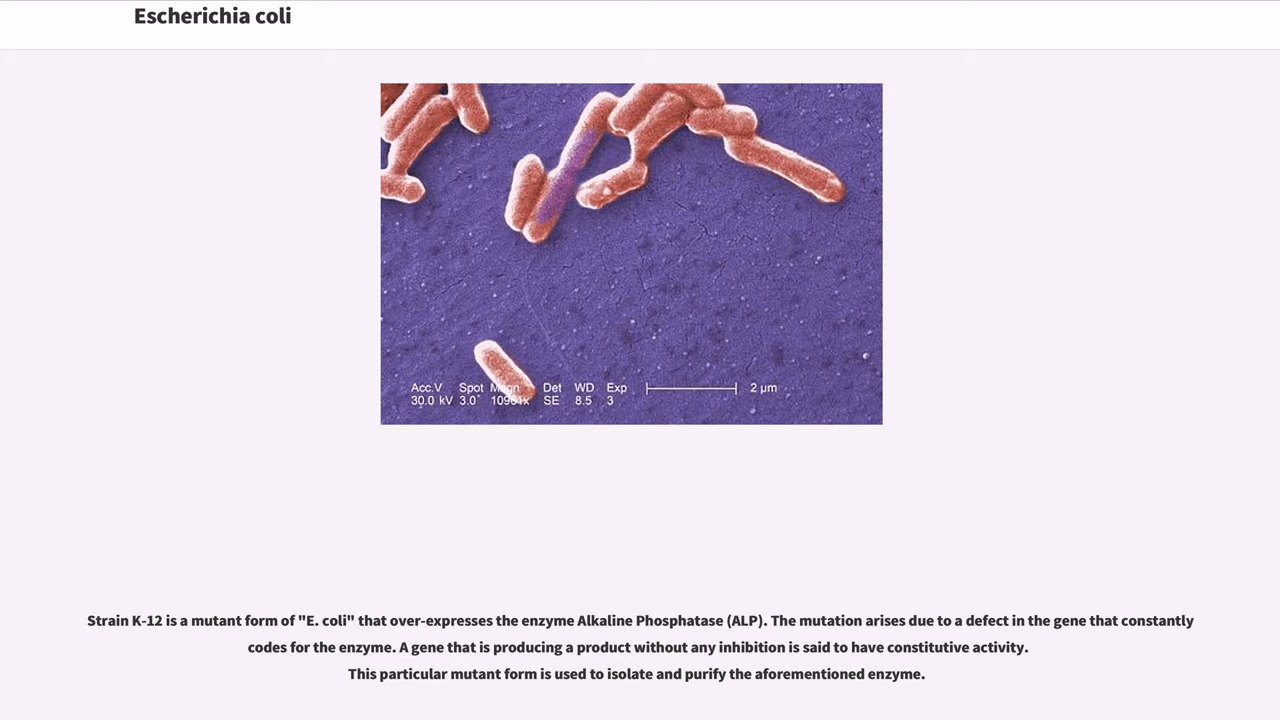 Escherichia coli
Acc.V Spot Magn Det WD Exp 2 µm
30.0 kV 3.0 10961x SE 8.5 3
Strain K-12 is a mutant form of "E. coli" that over-expresses the enzyme Alkaline Phosphatase (ALP). The mutation arises due to a defect in the gene that constantly
codes for the enzyme. A gene that is producing a product without any inhibition is said to have constitutive activity.
This particular mutant form is used to isolate and purify the aforementioned enzyme.